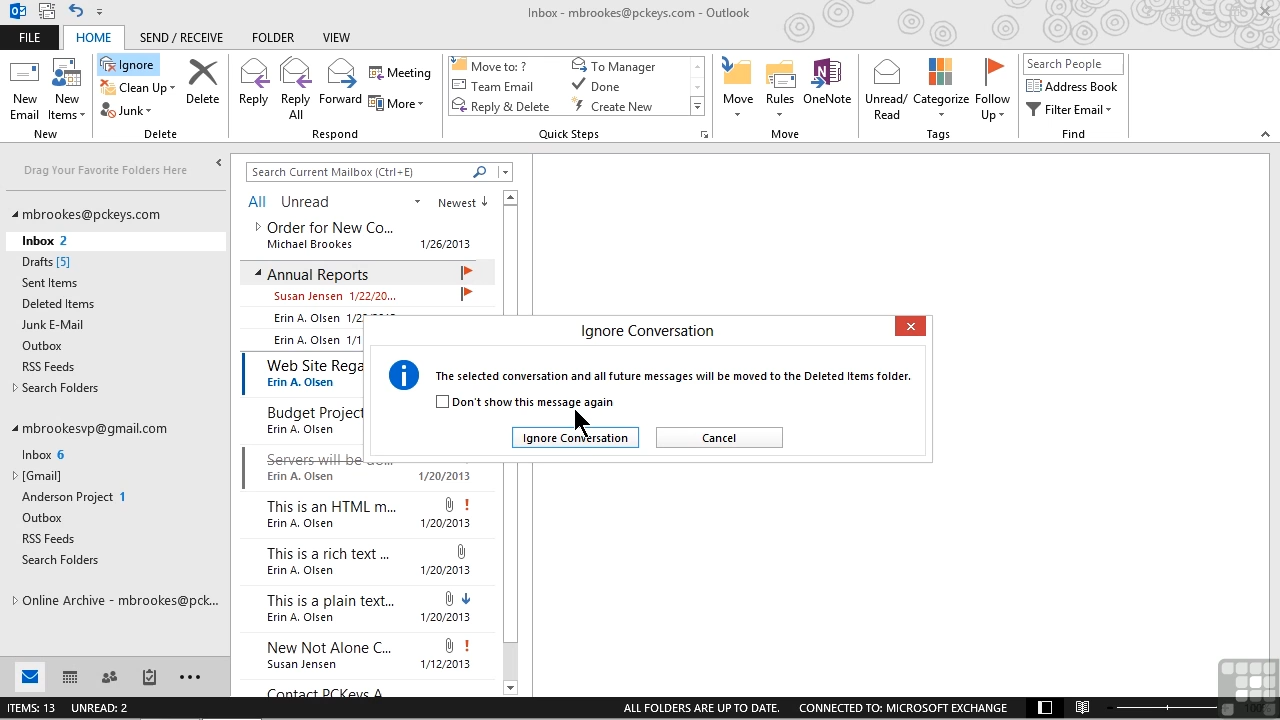 Inbox - mbrookes@pckeys.com - Outlook
FILE HOME SEND / RECEIVE FOLDER VIEW
Ignore
Clean Up
Junk
New Email
New Items
Delete
Reply
Reply All
Forward
Meeting
More
Move to: ?
Team Email
Reply & Delete
To Manager
Done
Create New
Move
Rules
OneNote
Unread/ Read
Categorize
Follow Up
Search People
Address Book
Filter Email
New Delete Respond Quick Steps Move Tags Find
Drag Your Favorite Folders Here
mbrookes@pckeys.com
Inbox 2
Drafts [5]
Sent Items
Deleted Items
Junk E-Mail
Outbox
RSS Feeds
Search Folders
mbrookesvp@gmail.com
Inbox 6
[Gmail]
Anderson Project 1
Outbox
RSS Feeds
Search Folders
Online Archive - mbrookes@pck...
Search Current Mailbox (Ctrl+E)
All Unread Newest
Order for New Co...
Michael Brookes 1/26/2013
Annual Reports
Susan Jensen 1/22/20...
Erin A. Olsen
Erin A. Olsen 1/1
Web Site Rega
Erin A. Olsen
Budget Project
Erin A. Olsen
Servers will be do...
Erin A. Olsen 1/20/2013
This is an HTML m...
Erin A. Olsen 1/20/2013
This is a rich text ...
Erin A. Olsen 1/20/2013
This is a plain text...
Erin A. Olsen 1/20/2013
New Not Alone C...
Susan Jensen 1/12/2013
Contact PCKeys A
Ignore Conversation
The selected conversation and all future messages will be moved to the Deleted Items folder.
Don't show this message again
Ignore Conversation Cancel
ITEMS: 13 UNREAD: 2 ALL FOLDERS ARE UP TO DATE. CONNECTED TO: MICROSOFT EXCHANGE